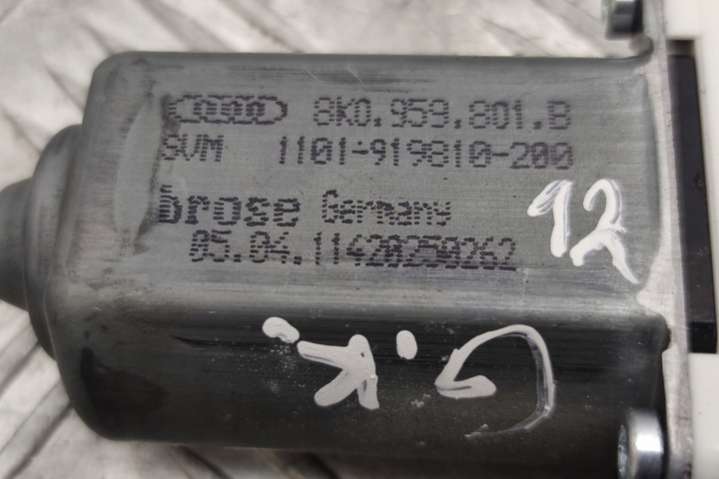 8K0.959.801.B
SVM 1101-919810-200
brose Germany
05.04.11420250262
12
G.K.